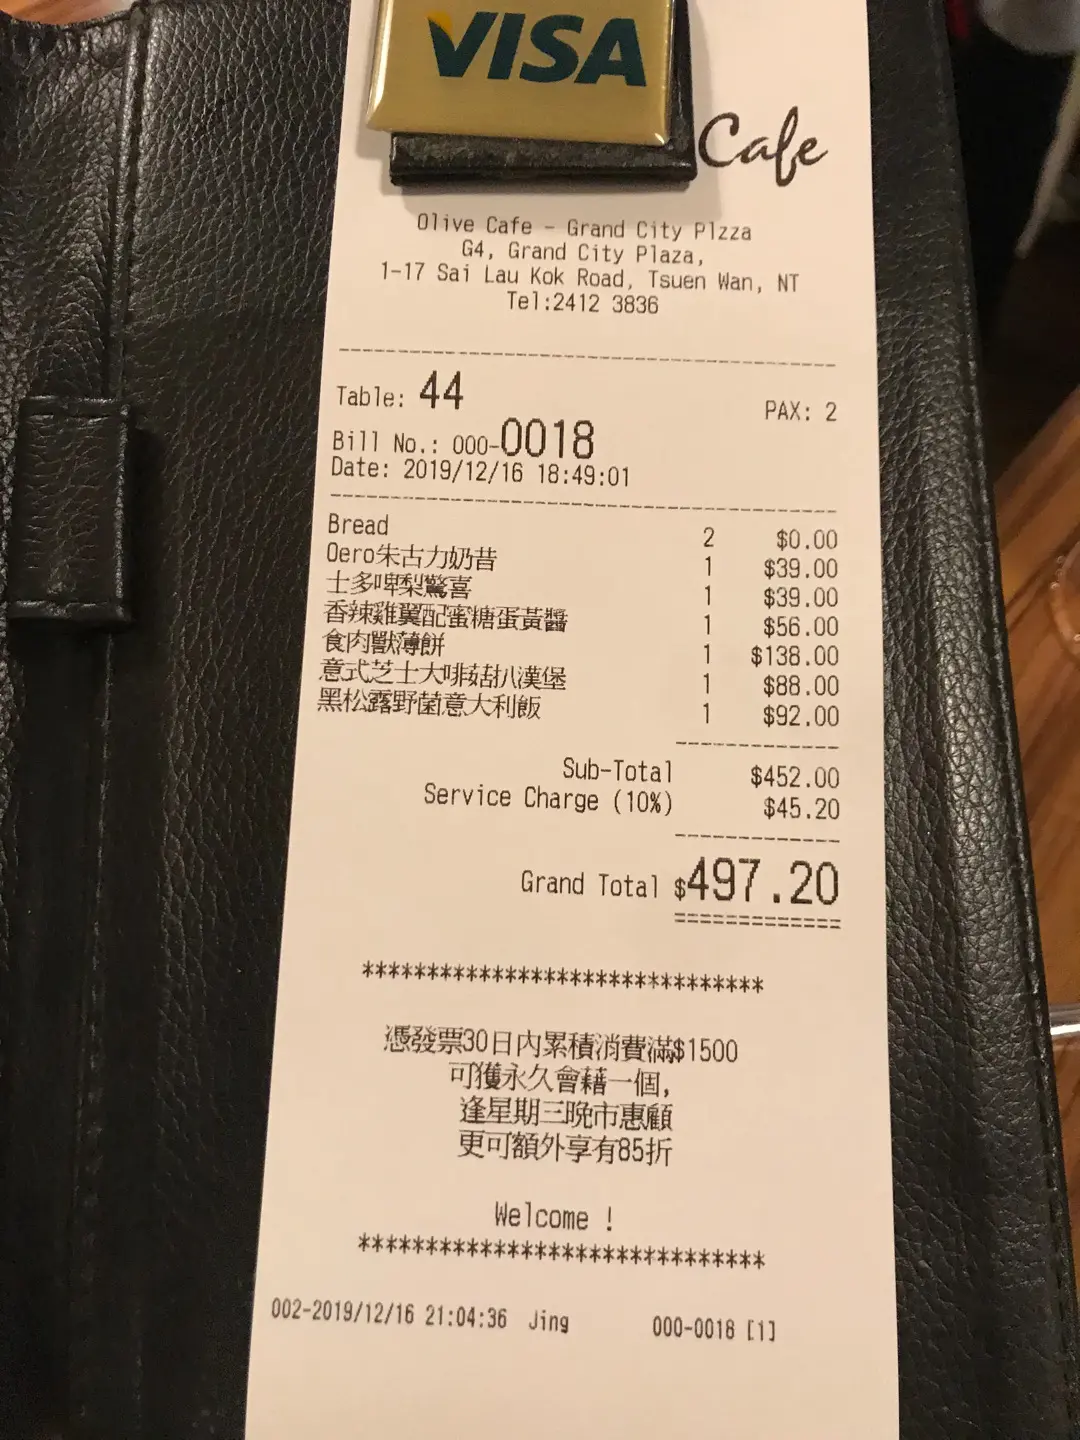 VISA
Cafe
Olive Cafe - Grand City Plzza
G4, Grand City Plaza,
1-17 Sai Lau Kok Road, Tsuen Wan, NT
Tel:2412 3836
Table: 44 PAX: 2
Bill No.: 000-0018
Date: 2019/12/16 18:49:01
Bread 2 $0.00
Oero朱古力奶昔 1 $39.00
士多啤梨驚喜 1 $39.00
香辣雞翼配蜜糖蛋黃醬 1 $56.00
食肉獸薄餅 1 $138.00
意式芝士大啡菇扒漢堡 1 $88.00
黑松露野菌意大利飯 1 $92.00
Sub-Total $452.00
Service Charge (10%) $45.20
Grand Total $497.20
*******************************
憑發票30日內累積消費滿$1500
可獲永久會藉一個,
逢星期三晚市惠顧
更可額外享有85折
Welcome !
*******************************
002-2019/12/16 21:04:36 Jing 000-0018 [1]